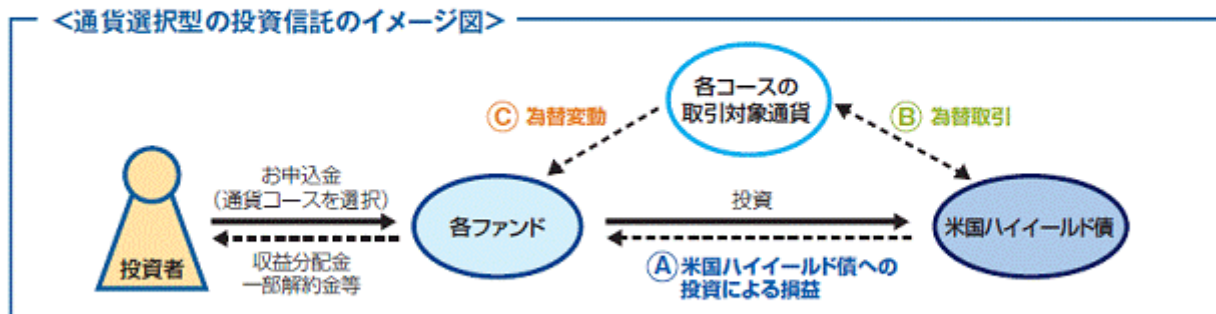 <通貨選択型の投資信託のイメージ図>
各コースの
取引対象通貨
Ⓒ 為替変動
Ⓑ 為替取引
お申込金
(通貨コースを選択)
投資者
収益分配金
一部解約金等
各ファンド
投資
米国ハイイールド債
Ⓐ 米国ハイイールド債への
投資による損益